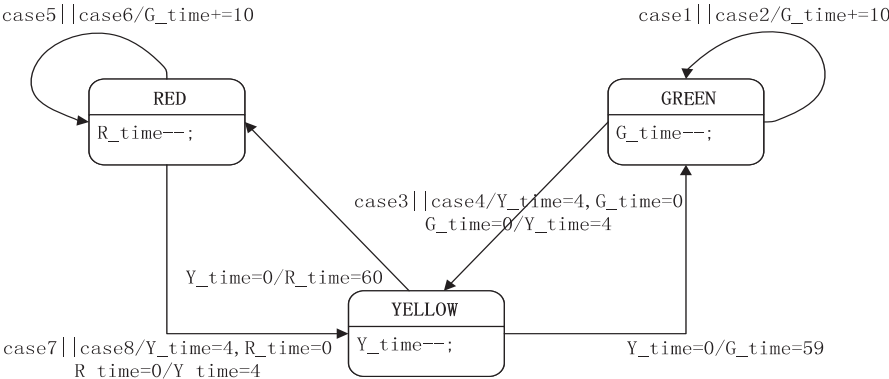 case5||case6/G_time+=10
case1||case2/G_time+=10
RED
R_time--;
GREEN
G_time--;
case3||case4/Y_time=4,G_time=0
G_time=0/Y_time=4
Y_time=0/R_time=60
YELLOW
Y_time--;
case7||case8/Y_time=4,R_time=0
R_time=0/Y_time=4
Y_time=0/G_time=59